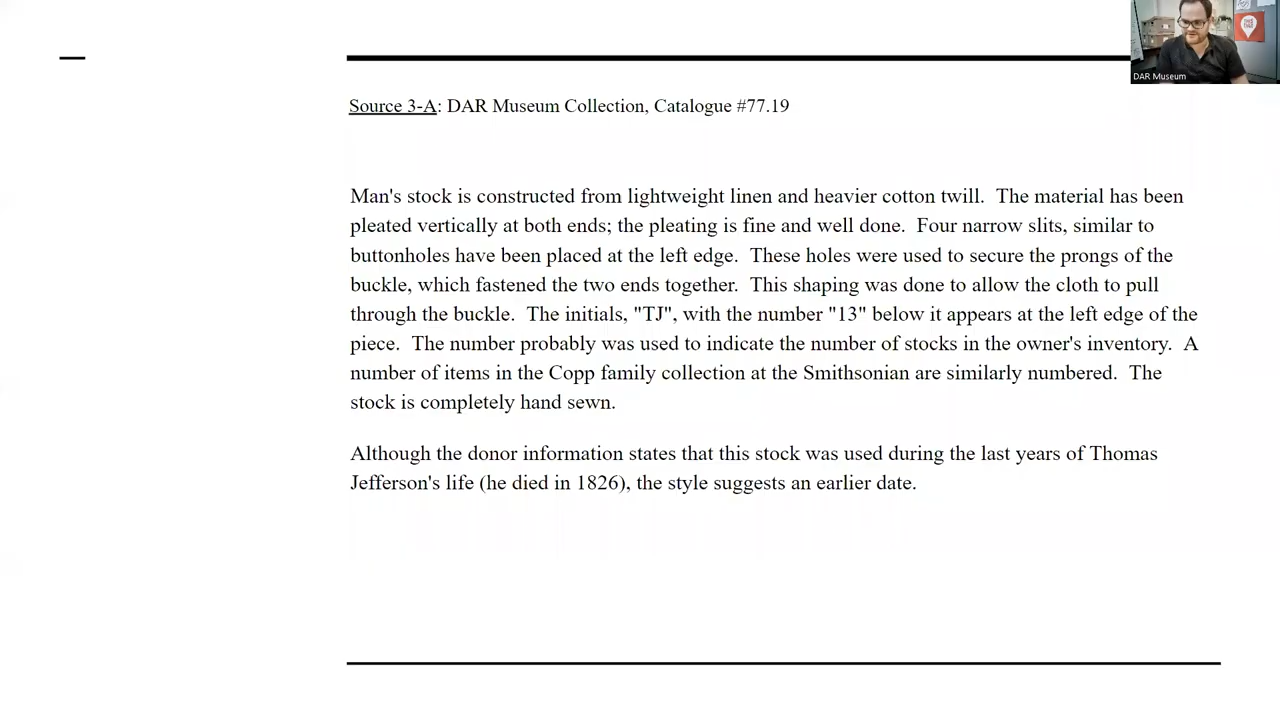 DAR Museum
Source 3-A: DAR Museum Collection, Catalogue #77.19
Man's stock is constructed from lightweight linen and heavier cotton twill.  The material has been
pleated vertically at both ends; the pleating is fine and well done.  Four narrow slits, similar to
buttonholes have been placed at the left edge.  These holes were used to secure the prongs of the
buckle, which fastened the two ends together.  This shaping was done to allow the cloth to pull
through the buckle.  The initials, "TJ", with the number "13" below it appears at the left edge of the
piece.  The number probably was used to indicate the number of stocks in the owner's inventory.  A
number of items in the Copp family collection at the Smithsonian are similarly numbered.  The
stock is completely hand sewn.
Although the donor information states that this stock was used during the last years of Thomas
Jefferson's life (he died in 1826), the style suggests an earlier date.